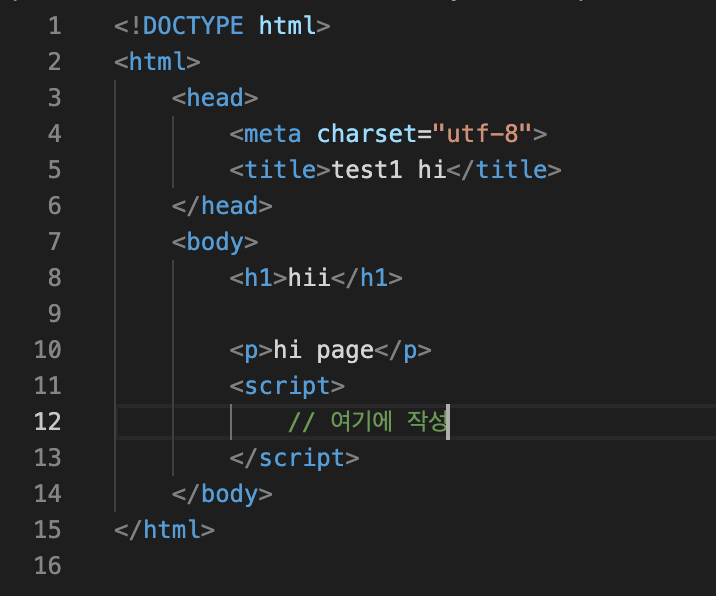 1 <!DOCTYPE html>
2 <html>
3 <head>
4 <meta charset="utf-8">
5 <title>test1 hi</title>
6 </head>
7 <body>
8 <h1>hii</h1>
9
10 <p>hi page</p>
11 <script>
12 // 여기에 작성
13 </script>
14 </body>
15 </html>
16